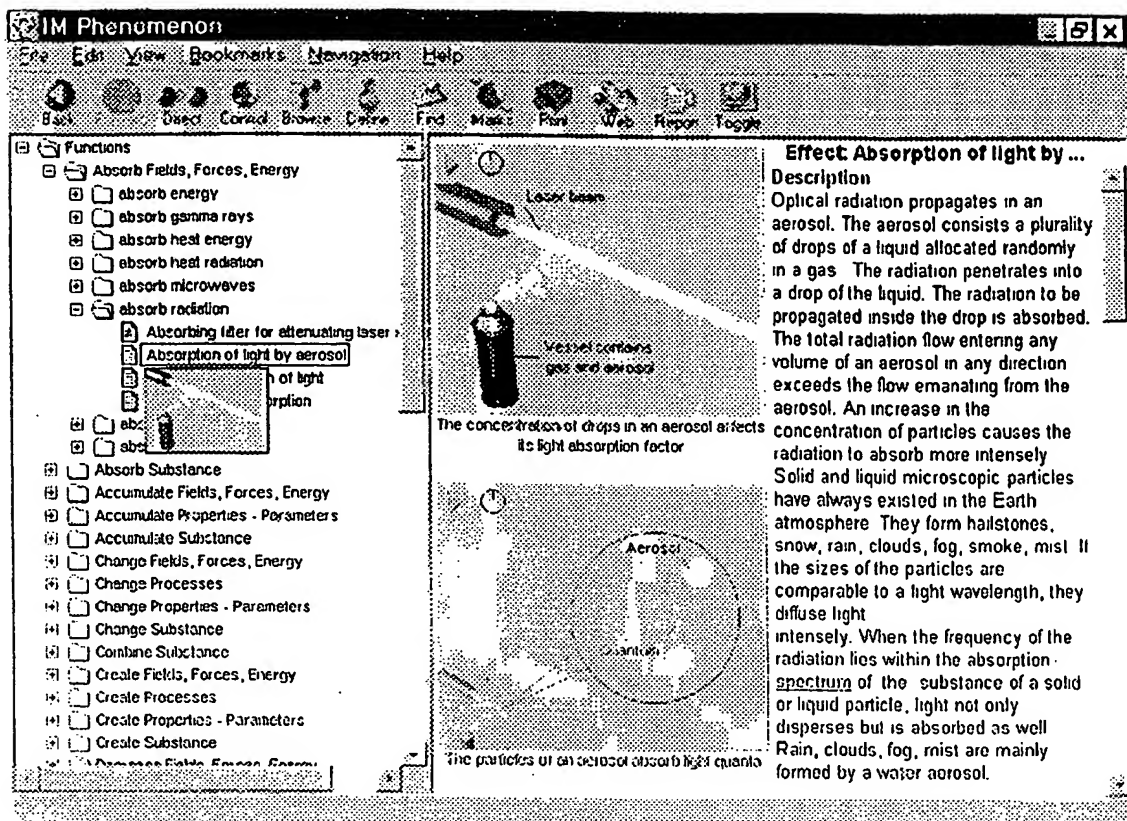 IM Phenomenon
File Edit View Bookmarks Navigation Help
Back Direct Control Browse Define Find Marks Print Web Report Toggle
Functions
Absorb Fields, Forces, Energy
absorb energy
absorb gamma rays
absorb heat energy
absorb heat radiation
absorb microwaves
absorb radiation
Absorbing filter for attenuating laser
Absorption of light by aerosol
of light
orption
abs
abs
Absorb Substance
Accumulate Fields, Forces, Energy
Accumulate Properties - Parameters
Accumulate Substance
Change Fields, Forces, Energy
Change Processes
Change Properties - Parameters
Change Substance
Combine Substance
Create Fields, Forces, Energy
Create Processes
Create Properties - Parameters
Create Substance
Laser beam
Vessel contains
gas and aerosol
The concentration of drops in an aerosol affects
its light absorption factor
Aerosol
Quantum
The particles of an aerosol absorb light quanta
Effect: Absorption of light by ...
Description
Optical radiation propagates in an
aerosol. The aerosol consists a plurality
of drops of a liquid allocated randomly
in a gas The radiation penetrates into
a drop of the liquid. The radiation to be
propagated inside the drop is absorbed.
The total radiation flow entering any
volume of an aerosol in any direction
exceeds the flow emanating from the
aerosol. An increase in the
concentration of particles causes the
radiation to absorb more intensely
Solid and liquid microscopic particles
have always existed in the Earth
atmosphere They form hailstones,
snow, rain, clouds, fog, smoke, mist If
the sizes of the particles are
comparable to a light wavelength, they
diffuse light
intensely. When the frequency of the
radiation lies within the absorption
spectrum of the substance of a solid
or liquid particle, light not only
disperses but is absorbed as well
Rain, clouds, fog, mist are mainly
formed by a water aerosol.